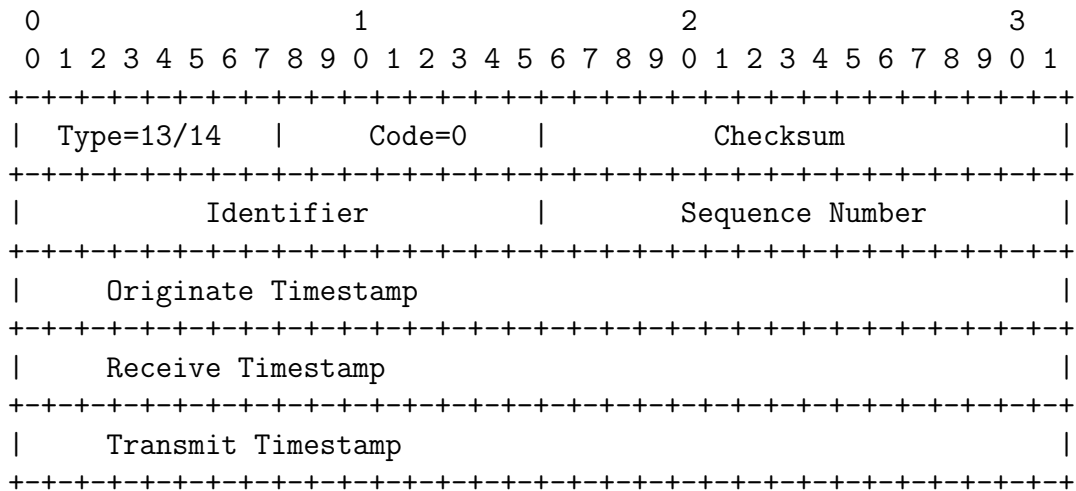 0                   1                   2                   3
 0 1 2 3 4 5 6 7 8 9 0 1 2 3 4 5 6 7 8 9 0 1 2 3 4 5 6 7 8 9 0 1
+-+-+-+-+-+-+-+-+-+-+-+-+-+-+-+-+-+-+-+-+-+-+-+-+-+-+-+-+-+-+-+-+
|  Type=13/14   |     Code=0    |          Checksum             |
+-+-+-+-+-+-+-+-+-+-+-+-+-+-+-+-+-+-+-+-+-+-+-+-+-+-+-+-+-+-+-+-+
|           Identifier          |        Sequence Number        |
+-+-+-+-+-+-+-+-+-+-+-+-+-+-+-+-+-+-+-+-+-+-+-+-+-+-+-+-+-+-+-+-+
|     Originate Timestamp                                       |
+-+-+-+-+-+-+-+-+-+-+-+-+-+-+-+-+-+-+-+-+-+-+-+-+-+-+-+-+-+-+-+-+
|     Receive Timestamp                                         |
+-+-+-+-+-+-+-+-+-+-+-+-+-+-+-+-+-+-+-+-+-+-+-+-+-+-+-+-+-+-+-+-+
|     Transmit Timestamp                                        |
+-+-+-+-+-+-+-+-+-+-+-+-+-+-+-+-+-+-+-+-+-+-+-+-+-+-+-+-+-+-+-+-+